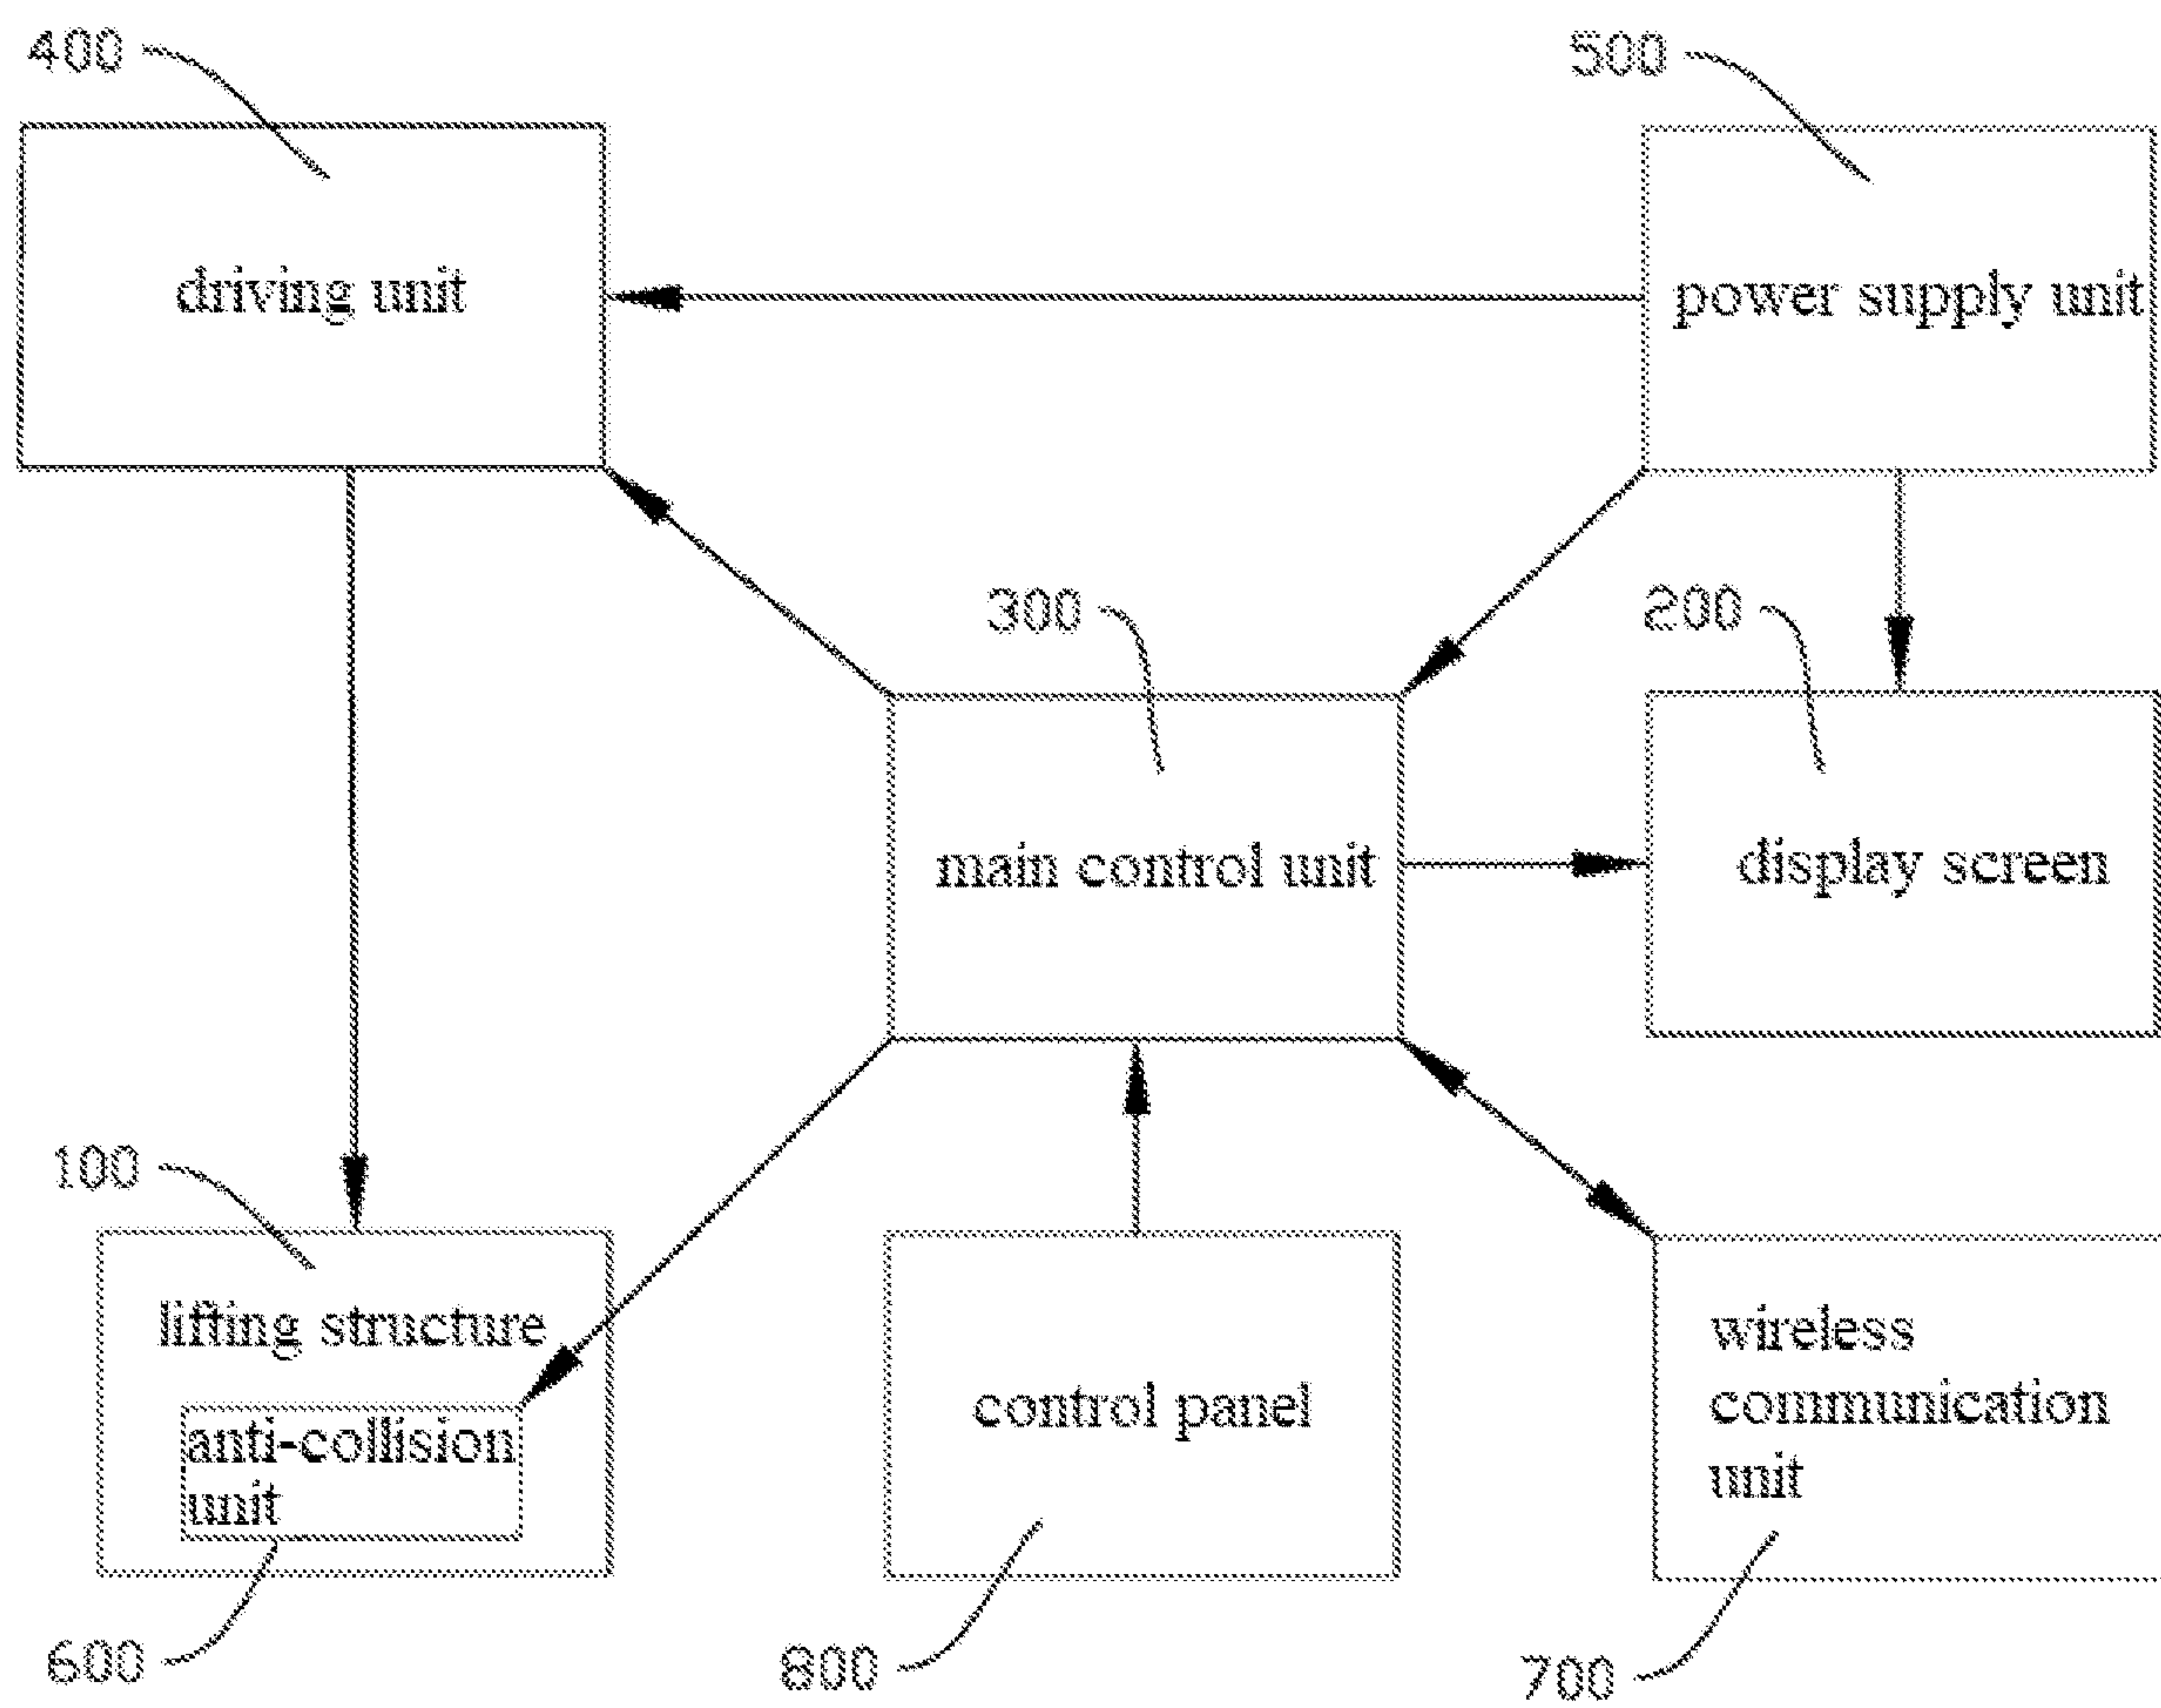 400
500
driving unit
power supply unit
300
200
main control unit
display screen
100
lifting structure
anti-collision
unit
control panel
wireless
communication
unit
600
800
700